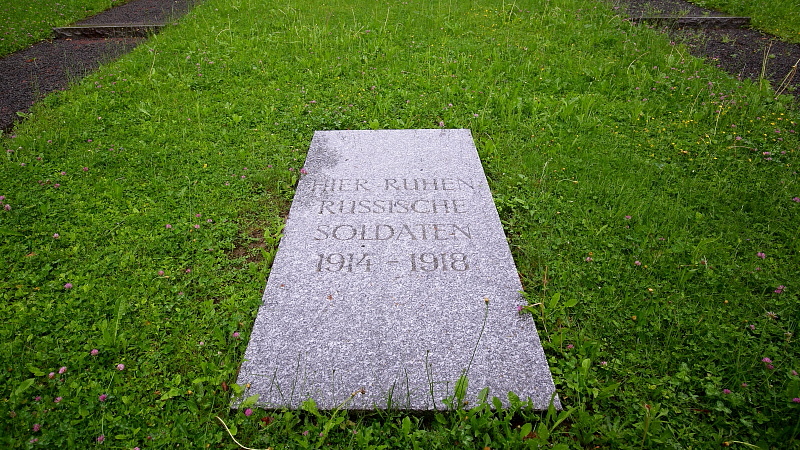 HIER RUHEN
RUSSISCHE
SOLDATEN
1914 - 1918